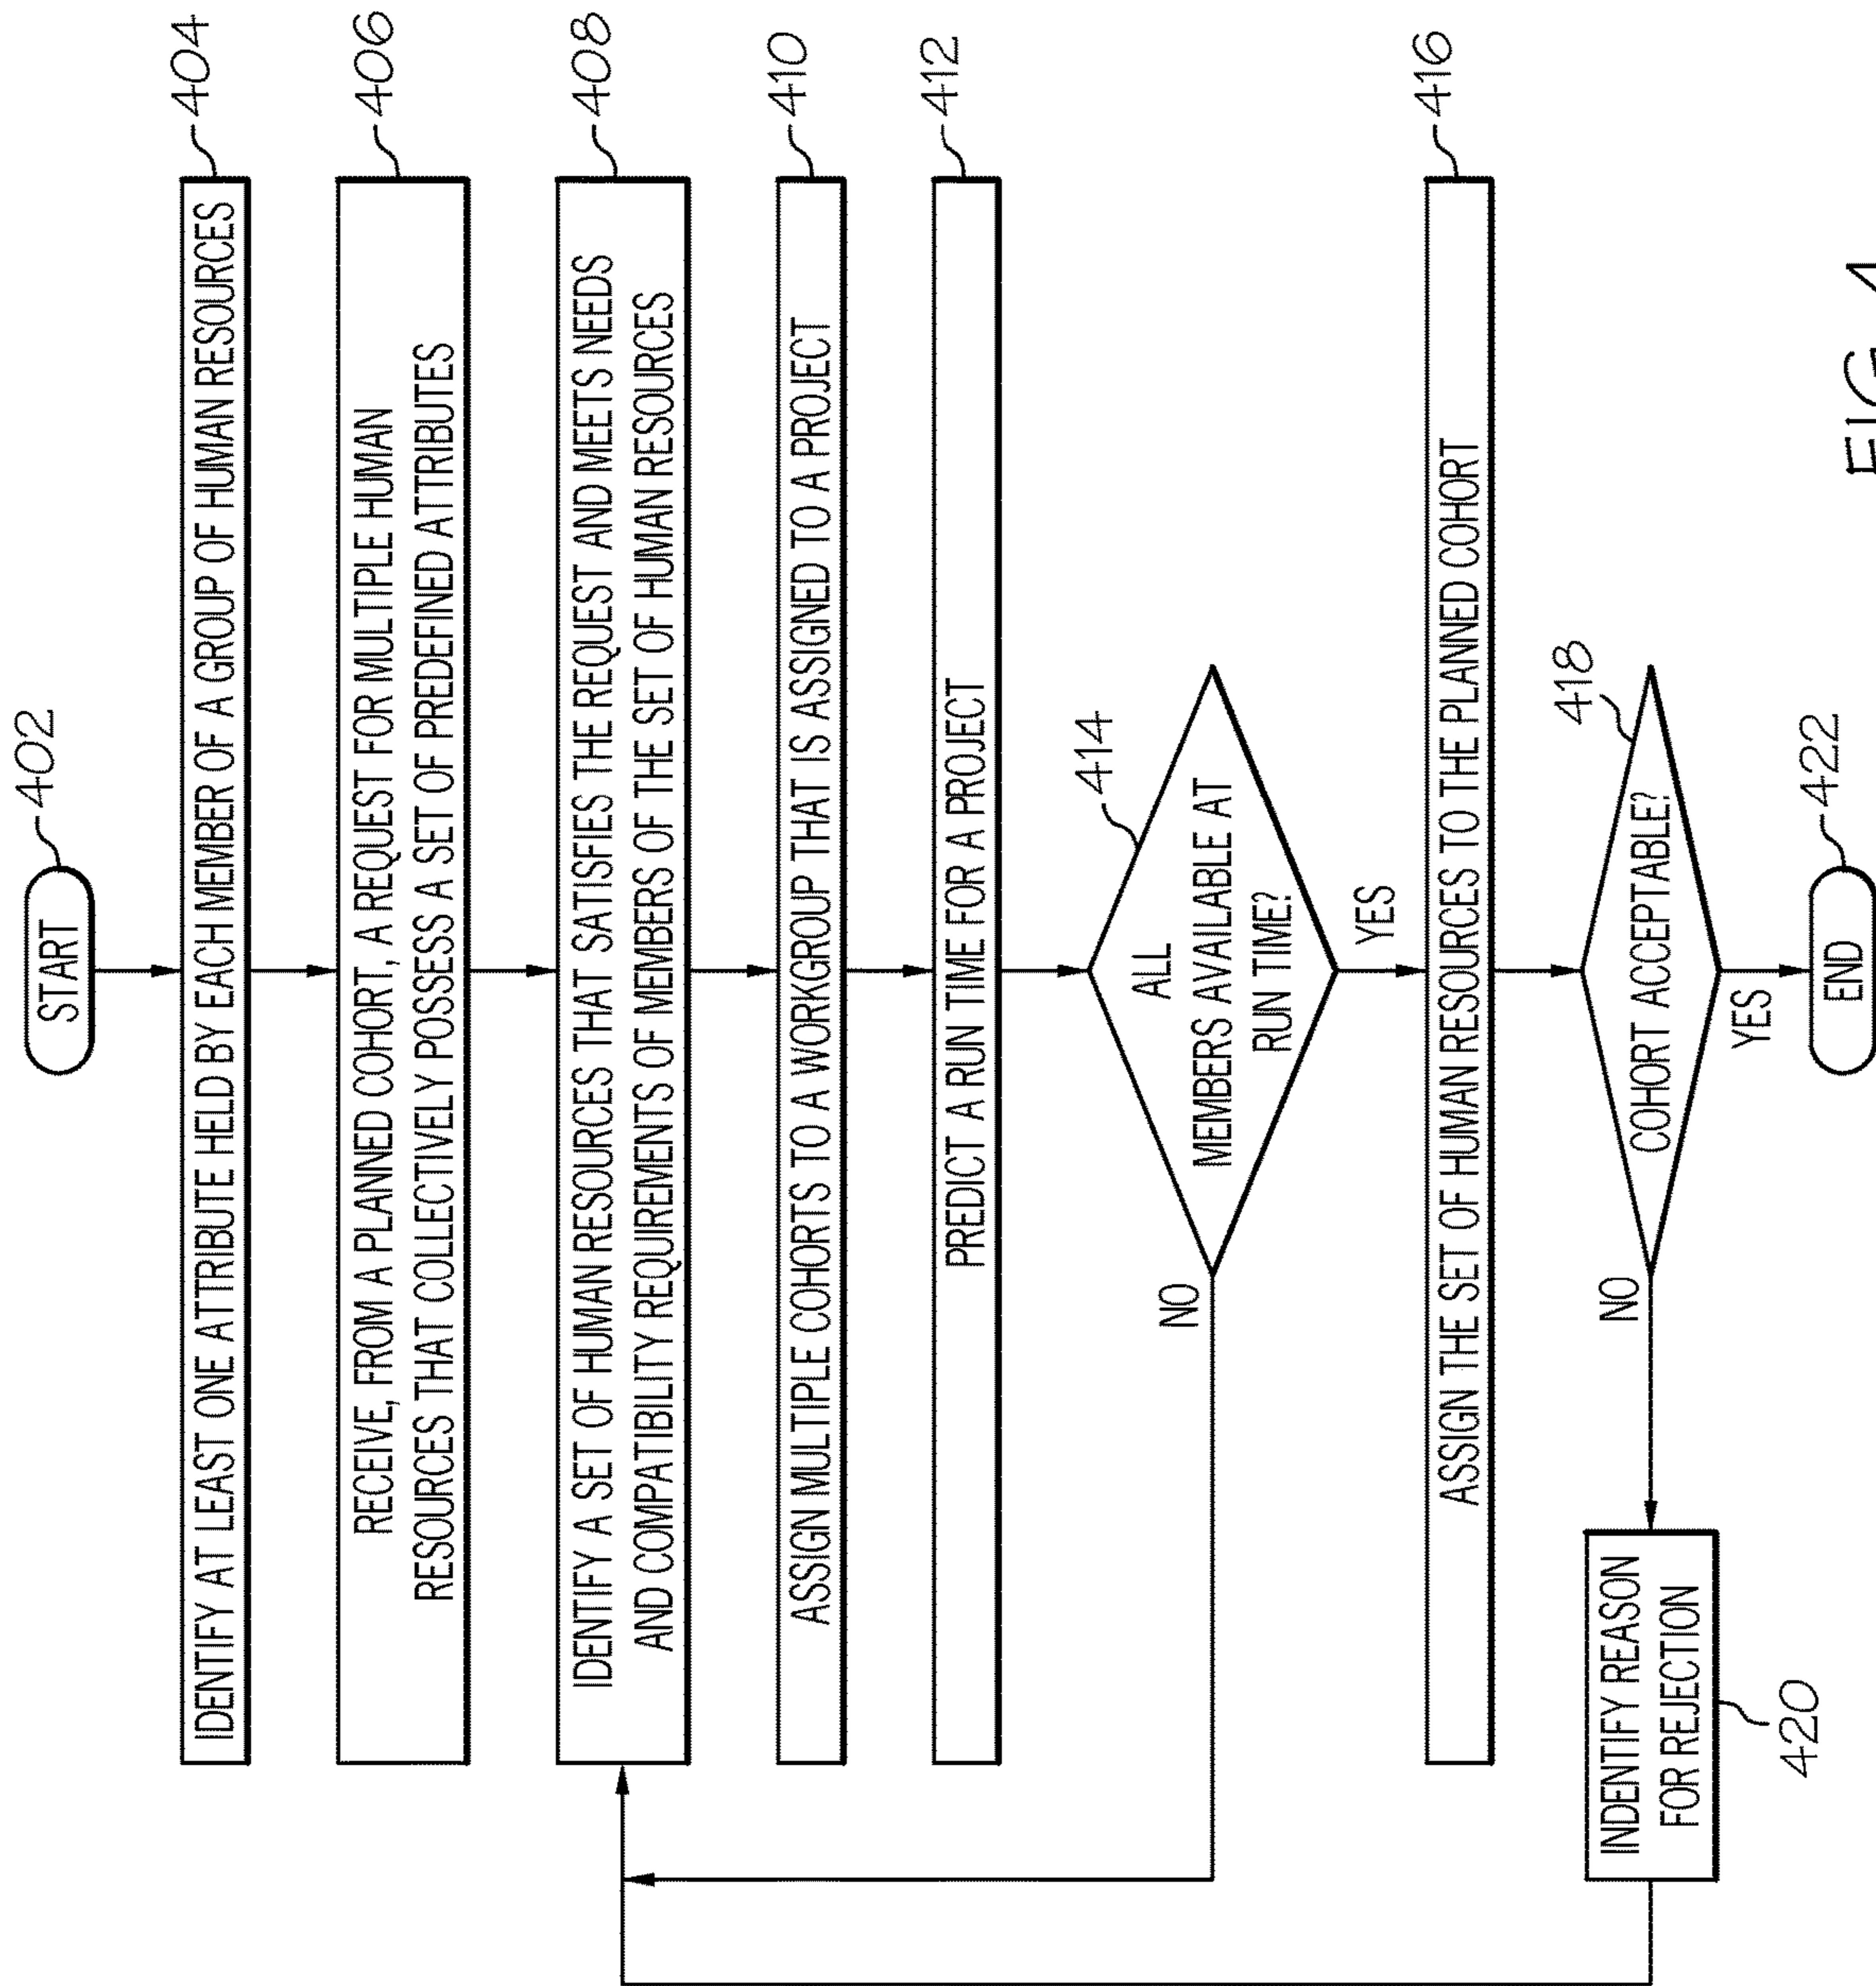 START
402
IDENTIFY AT LEAST ONE ATTRIBUTE HELD BY EACH MEMBER OF A GROUP OF HUMAN RESOURCES
404
RECEIVE, FROM A PLANNED COHORT, A REQUEST FOR MULTIPLE HUMAN
RESOURCES THAT COLLECTIVELY POSSESS A SET OF PREDEFINED ATTRIBUTES
406
IDENTIFY A SET OF HUMAN RESOURCES THAT SATISFIES THE REQUEST AND MEETS NEEDS
AND COMPATIBILITY REQUIREMENTS OF MEMBERS OF THE SET OF HUMAN RESOURCES
408
ASSIGN MULTIPLE COHORTS TO A WORKGROUP THAT IS ASSIGNED TO A PROJECT
410
PREDICT A RUN TIME FOR A PROJECT
412
ALL
MEMBERS AVAILABLE AT
RUN TIME?
414
NO
YES
ASSIGN THE SET OF HUMAN RESOURCES TO THE PLANNED COHORT
416
COHORT ACCEPTABLE?
418
NO
YES
INDENTIFY REASON
FOR REJECTION
420
END
422
FIG. 4